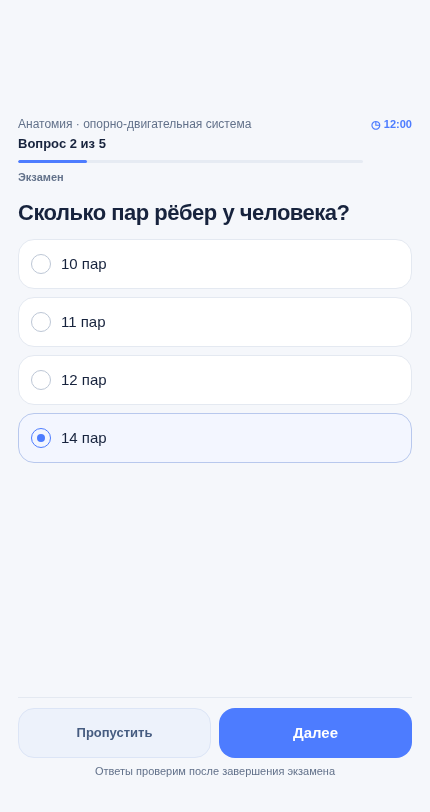 Анатомия · опорно-двигательная система
12:00
Вопрос 2 из 5
Экзамен
Сколько пар рёбер у человека?
10 пар
11 пар
12 пар
14 пар
Пропустить
Далее
Ответы проверим после завершения экзамена